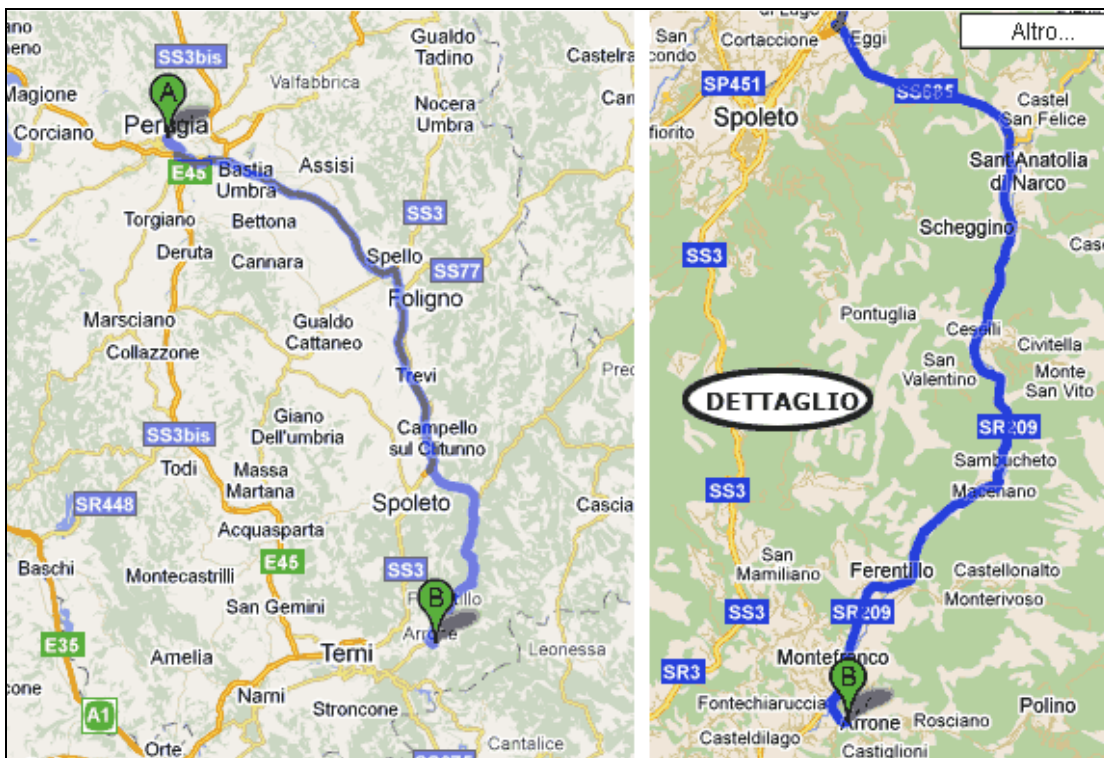 Gualdo
Tadino
Castelra
SS3bis
Valfabbrica
Magione
Nocera
Umbra
Perugia
Corciano
Assisi
E45
Bastia
Umbra
Torgiano
Bettona
SS3
Deruta
Cannara
Spello
SS77
Foligno
Marsciano
Gualdo
Cattaneo
Collazzone
Trevi
Giano
Dell'umbria
SS3bis
Campello
sul Clitunno
Todi
Massa
Martana
SR448
Spoleto
Cascia
Acquasparta
Baschi
Montecastrilli
E45
SS3
San Gemini
B
Arrone
E35
Amelia
Terni
Leonessa
Narni
Stroncone
A1
Orte
Cantalice
A
di Lago
Altro...
San
Cortaccione
Eggi
SP451
SS685
Castel
San Felice
Spoleto
Sant'Anatolia
di Narco
Scheggino
SS3
Pontuglia
Ceselli
Civitella
San
Valentino
Monte
San Vito
DETTAGLIO
SR209
Sambucheto
SS3
Macenano
San
Mamiliano
Ferentillo
Castellonalto
Monterivoso
SS3
SR209
Montefranco
SR3
B
Fontechiaruccia
Arrone
Rosciano
Polino
Casteldilago
Castiglioni